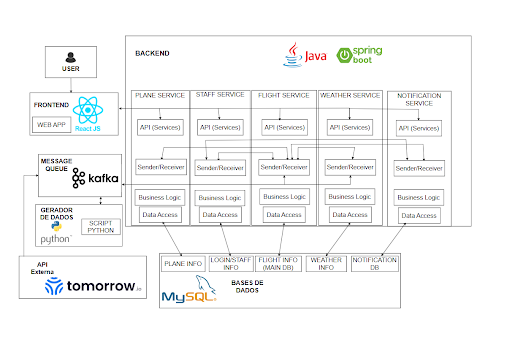 BACKEND
Java
spring
boot
USER
PLANE SERVICE
STAFF SERVICE
FLIGHT SERVICE
WEATHER SERVICE
NOTIFICATION
SERVICE
FRONTEND
WEB APP
React JS
API (Services)
API (Services)
API (Services)
API (Services)
API (Services)
MESSAGE
QUEUE
kafka
Sender/Receiver
Sender/Receiver
Sender/Receiver
Sender/Receiver
Sender/Receiver
Business Logic
Business Logic
Business Logic
Business Logic
Business Logic
Data Access
Data Access
Data Access
Data Access
Data Access
GERADOR
DE DADOS
python
SCRIPT
PYTHON
API
Externa
tomorrow.io
PLANE INFO
LOGIN/STAFF
INFO
FLIGHT INFO
(MAIN DB)
WEATHER
INFO
NOTIFICATION
DB
MySQL
BASES DE
DADOS